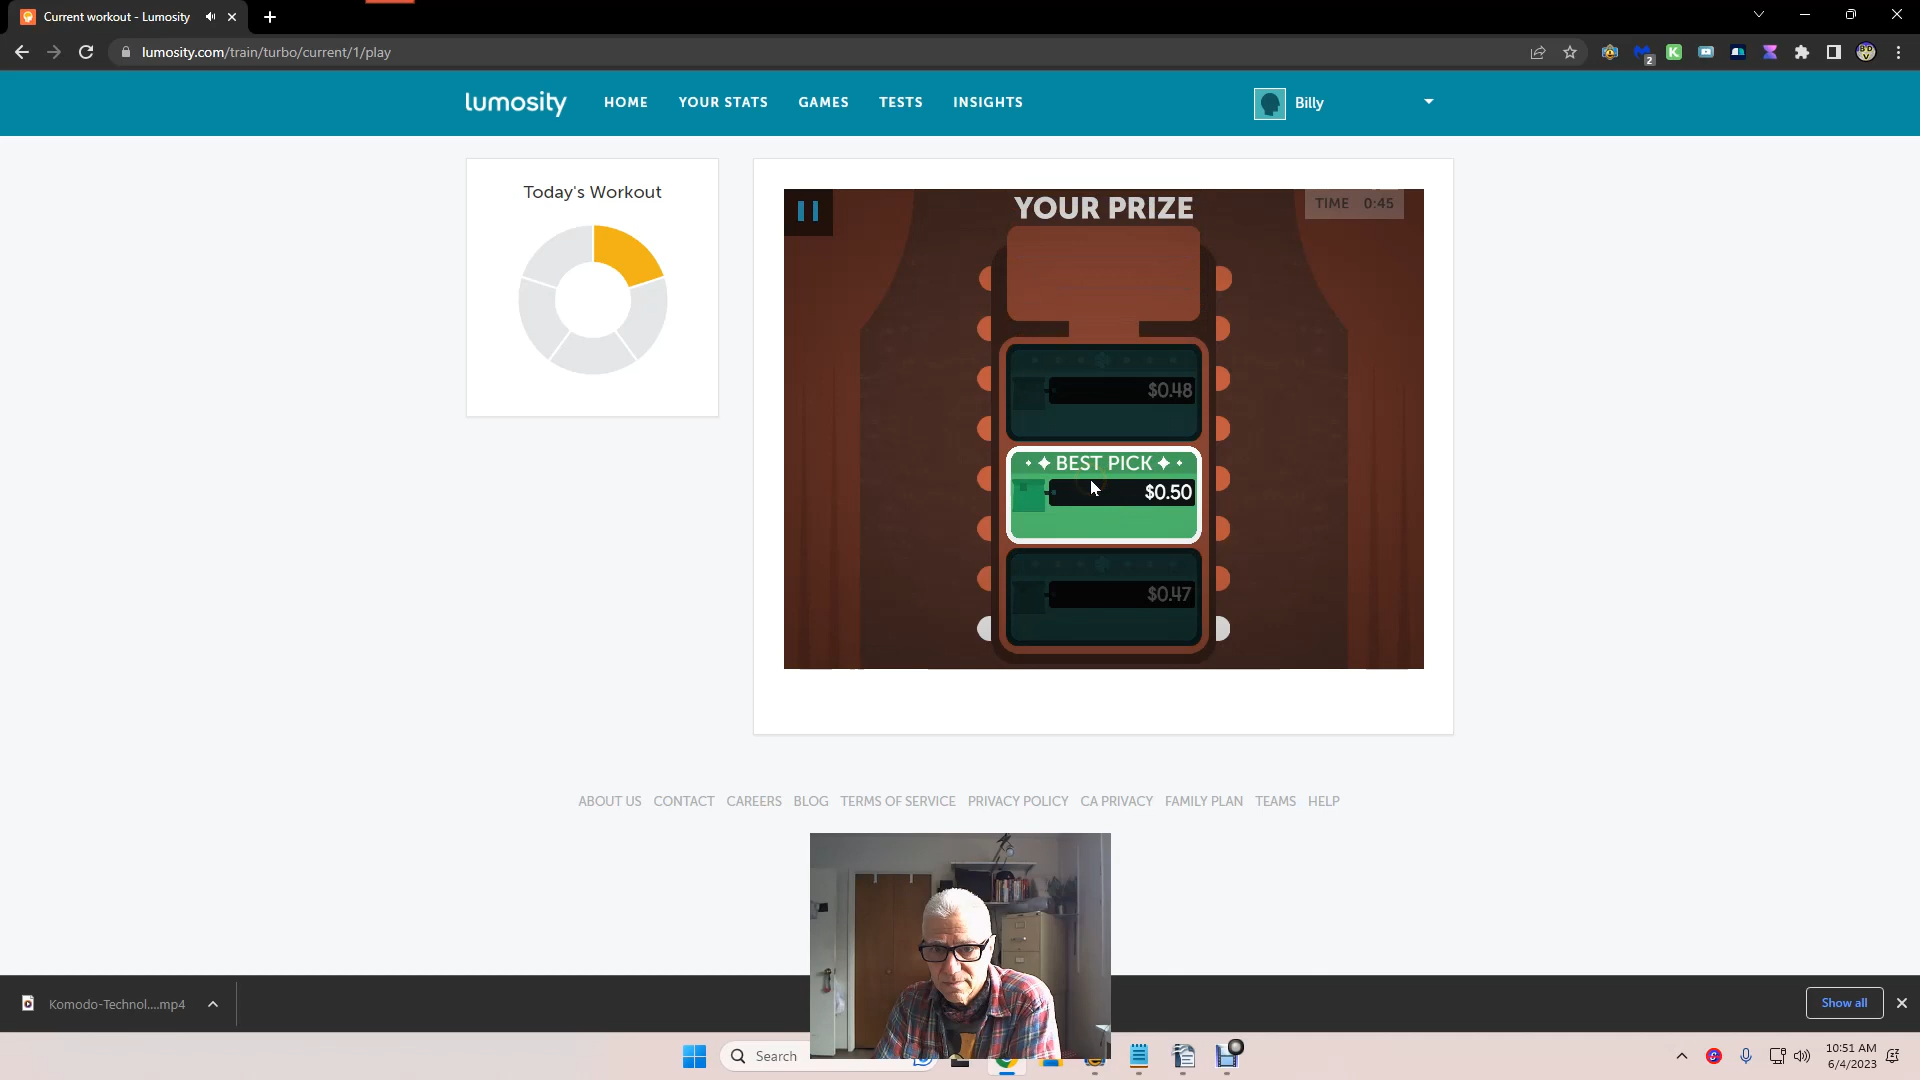 Current workout - Lumosity
lumosity.com/train/turbo/current/1/play
2
lumosity HOME YOUR STATS GAMES TESTS INSIGHTS Billy
Today's Workout
YOUR PRIZE
TIME 0:45
$0.48
BEST PICK
$0.50
$0.47
ABOUT US CONTACT CAREERS BLOG TERMS OF SERVICE PRIVACY POLICY CA PRIVACY FAMILY PLAN TEAMS HELP
Komodo-Technol....mp4
Show all
Search
10:51 AM
6/4/2023